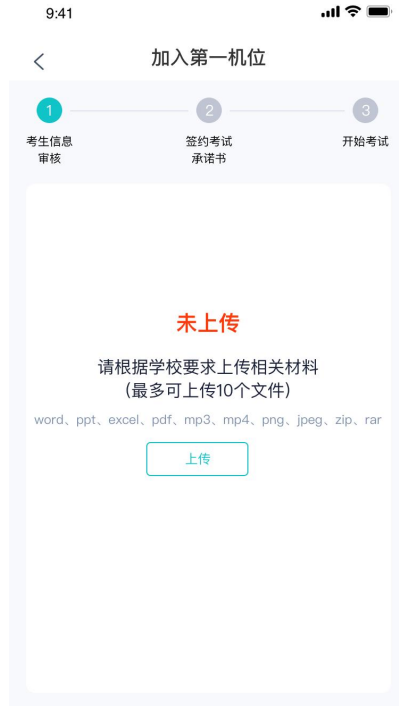 9:41
加入第一机位
1
2
3
考生信息
审核
签约考试
承诺书
开始考试
未上传
请根据学校要求上传相关材料
(最多可上传10个文件)
word、ppt、excel、pdf、mp3、mp4、png、jpeg、zip、rar
上传